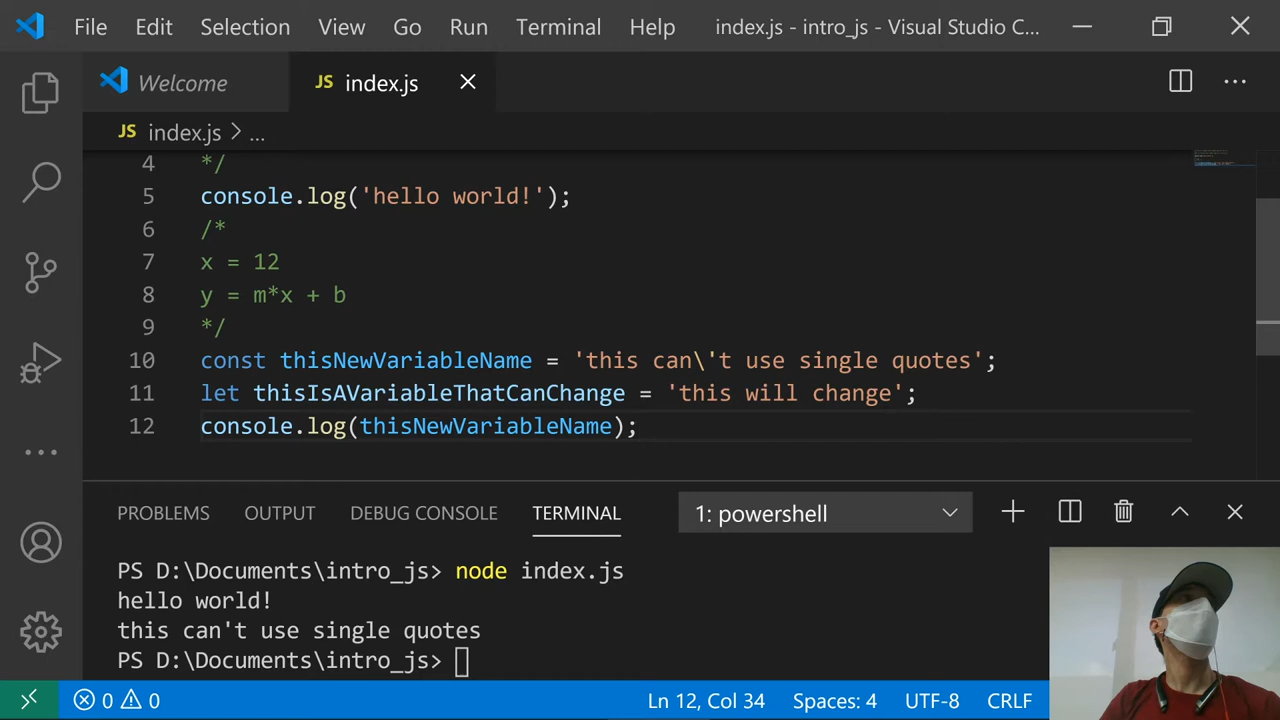 File Edit Selection View Go Run Terminal Help index.js - intro_js - Visual Studio C...
Welcome JS index.js
JS index.js > ...
4 */
5 console.log('hello world!');
6 /*
7 x = 12
8 y = m*x + b
9 */
10 const thisNewVariableName = 'this can\'t use single quotes';
11 let thisIsAVariableThatCanChange = 'this will change';
12 console.log(thisNewVariableName);
PROBLEMS OUTPUT DEBUG CONSOLE TERMINAL 1: powershell
PS D:\Documents\intro_js> node index.js
hello world!
this can't use single quotes
PS D:\Documents\intro_js>
0 0 Ln 12, Col 34 Spaces: 4 UTF-8 CRLF